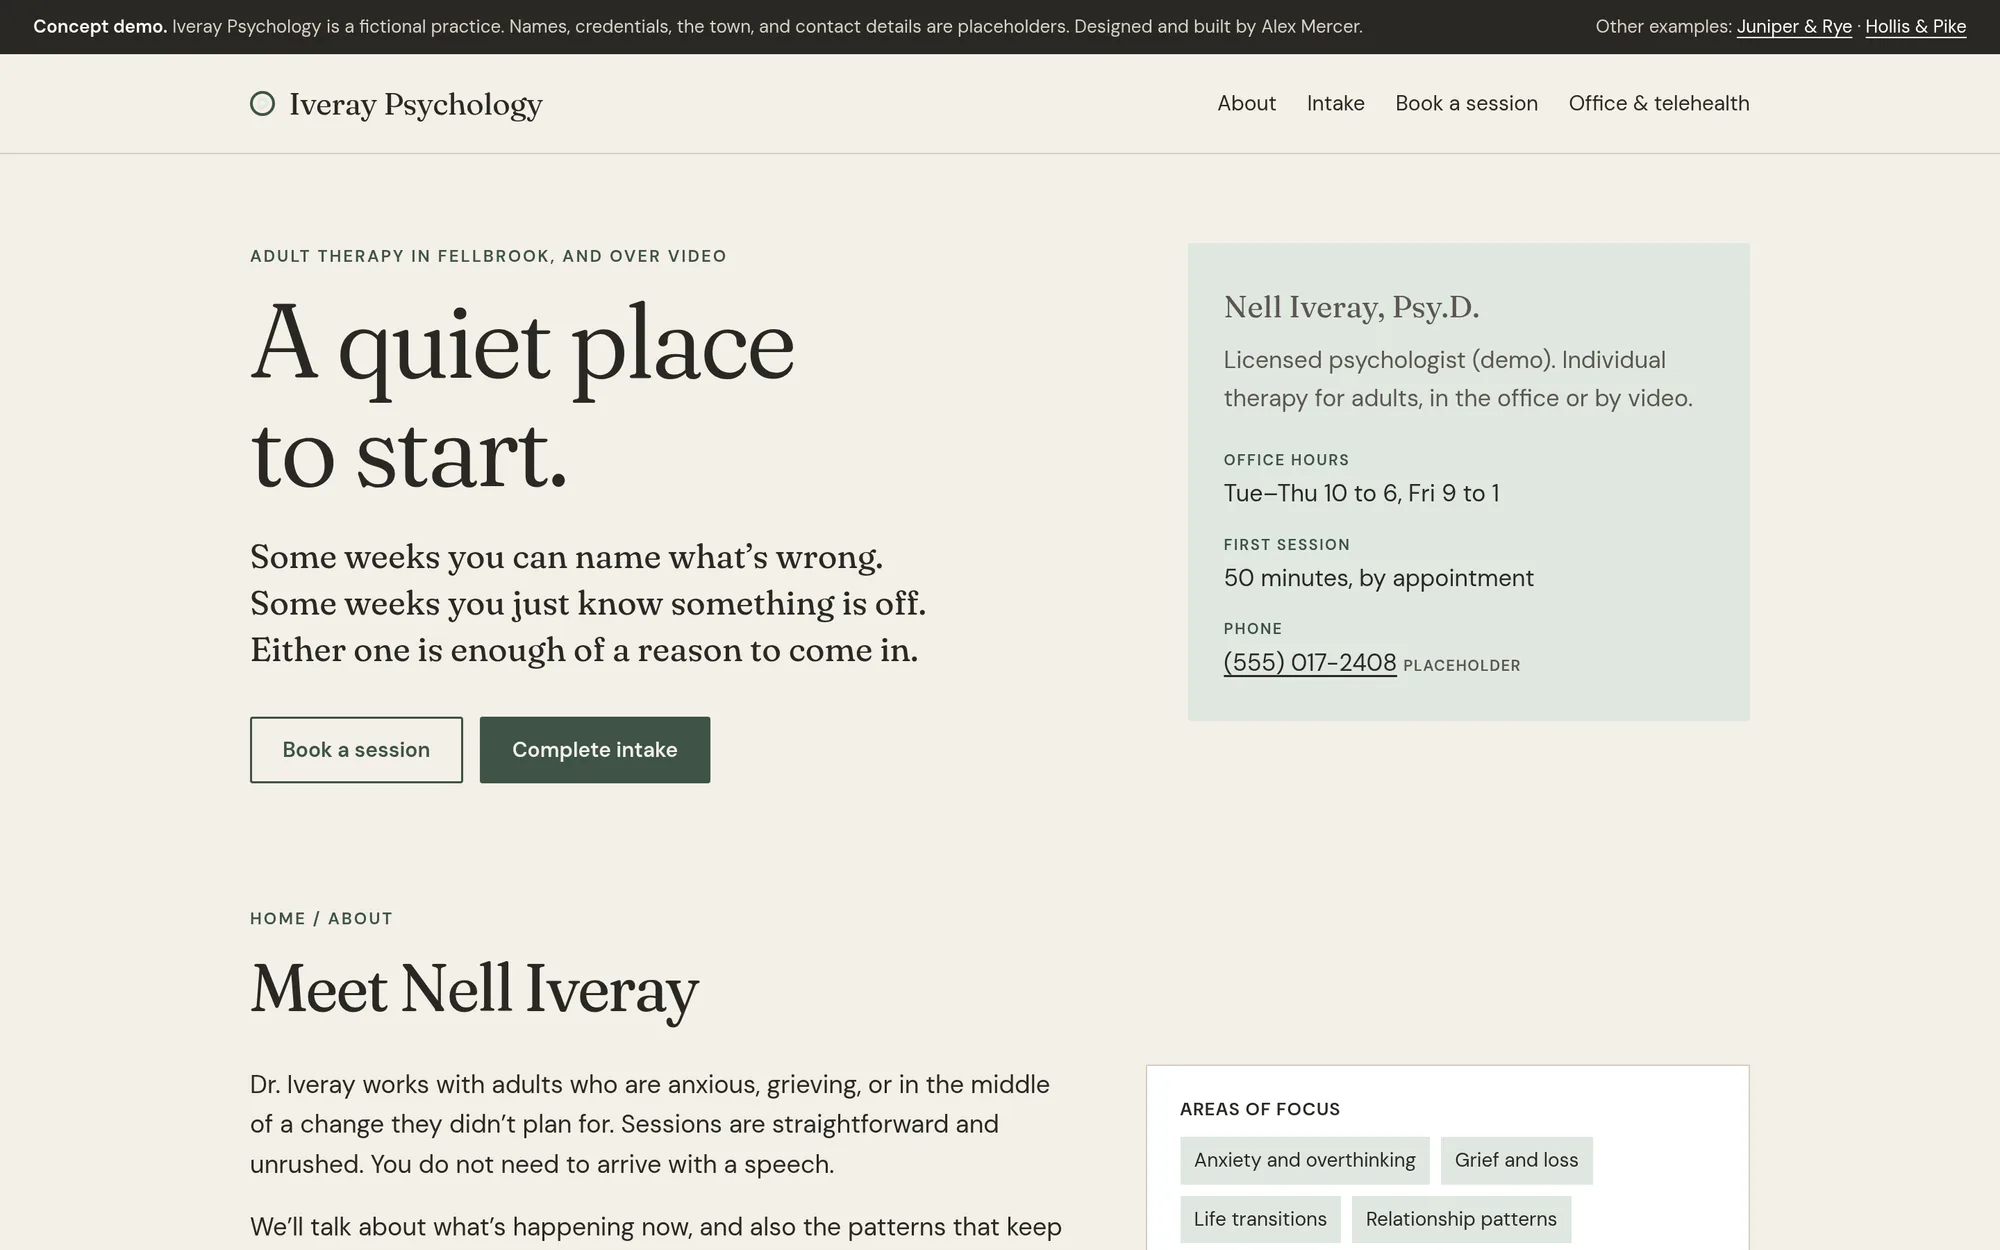 Concept demo. Iveray Psychology is a fictional practice. Names, credentials, the town, and contact details are placeholders. Designed and built by Alex Mercer.
Other examples: Juniper & Rye · Hollis & Pike
Iveray Psychology
About Intake Book a session Office & telehealth
ADULT THERAPY IN FELLBROOK, AND OVER VIDEO
A quiet place
to start.
Some weeks you can name what’s wrong.
Some weeks you just know something is off.
Either one is enough of a reason to come in.
Book a session
Complete intake
Nell Iveray, Psy.D.
Licensed psychologist (demo). Individual
therapy for adults, in the office or by video.
OFFICE HOURS
Tue–Thu 10 to 6, Fri 9 to 1
FIRST SESSION
50 minutes, by appointment
PHONE
(555) 017-2408 PLACEHOLDER
HOME / ABOUT
Meet Nell Iveray
Dr. Iveray works with adults who are anxious, grieving, or in the middle
of a change they didn’t plan for. Sessions are straightforward and
unrushed. You do not need to arrive with a speech.
We’ll talk about what’s happening now, and also the patterns that keep
AREAS OF FOCUS
Anxiety and overthinking
Grief and loss
Life transitions
Relationship patterns